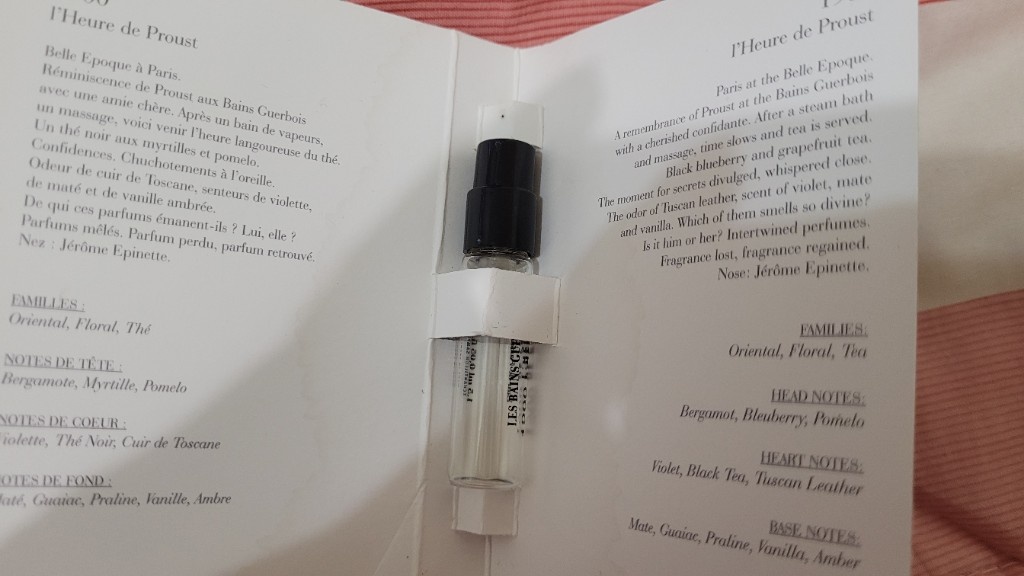 l'Heure de Proust
Belle Epoque à Paris.
Réminiscence de Proust aux Bains Guerbois
avec une amie chère. Après un bain de vapeurs,
un massage, voici venir l'heure langoureuse du thé.
Un thé noir aux myrtilles et pomelo.
Confidences. Chuchotements à l'oreille.
Odeur de cuir de Toscane, senteurs de violette,
de maté et de vanille ambrée.
De qui ces parfums émanent-ils ? Lui, elle ?
Parfums mêlés. Parfum perdu, parfum retrouvé.
Nez : Jérôme Epinette.
FAMILLES :
Oriental, Floral, Thé
NOTES DE TÊTE :
Bergamote, Myrtille, Pomelo
NOTES DE COEUR :
Violette, Thé Noir, Cuir de Toscane
NOTES DE FOND :
Maté, Guaiac, Praline, Vanille, Ambre
LES BAINS GUE
l'Heure de Proust
Paris at the Belle Epoque.
A remembrance of Proust at the Bains Guerbois
with a cherished confidante. After a steam bath
and massage, time slows and tea is served.
Black blueberry and grapefruit tea.
The moment for secrets divulged, whispered close.
The odor of Tuscan leather, scent of violet, mate
and vanilla. Which of them smells so divine?
Is it him or her? Intertwined perfumes.
Fragrance lost, fragrance regained.
Nose: Jérôme Epinette.
FAMILIES:
Oriental, Floral, Tea
HEAD NOTES:
Bergamot, Bleuberry, Pomelo
HEART NOTES:
Violet, Black Tea, Tuscan Leather
BASE NOTES:
Mate, Guaiac, Praline, Vanilla, Amber